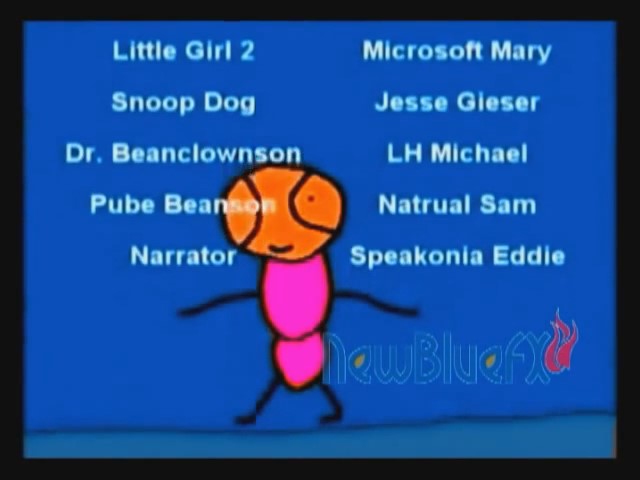 Little Girl 2 Microsoft Mary
Snoop Dog Jesse Gieser
Dr. Beanclownson LH Michael
Pube Beanson Natrual Sam
Narrator Speakonia Eddie
NewBlueFX